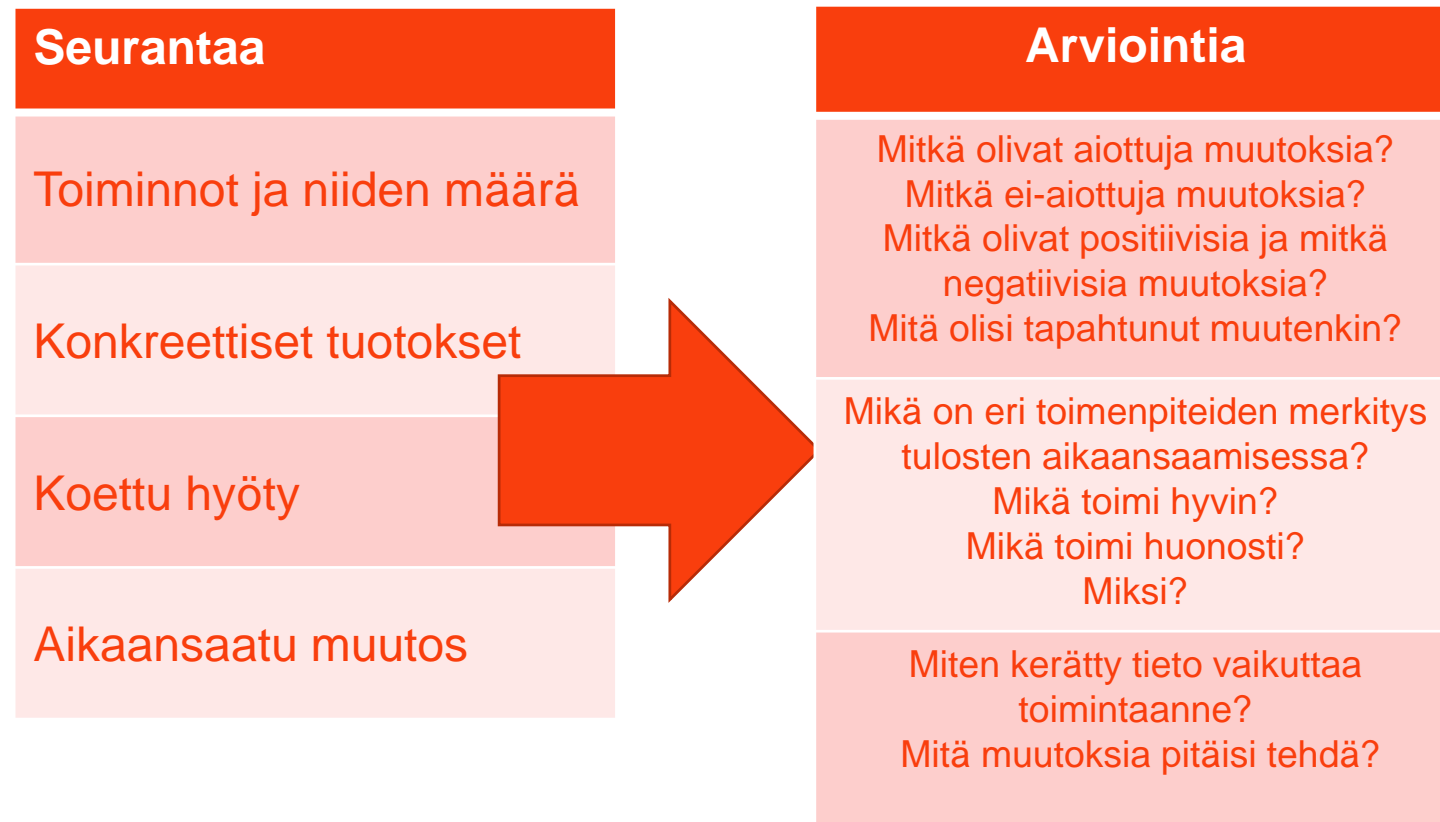 Seurantaa
Toiminnot ja niiden määrä
Konkreettiset tuotokset
Koettu hyöty
Aikaansaatu muutos
Arviointia
Mitkä olivat aiottuja muutoksia?
Mitkä ei-aiottuja muutoksia?
Mitkä olivat positiivisia ja mitkä
negatiivisia muutoksia?
Mitä olisi tapahtunut muutenkin?
Mikä on eri toimenpiteiden merkitys
tulosten aikaansaamisessa?
Mikä toimi hyvin?
Mikä toimi huonosti?
Miksi?
Miten kerätty tieto vaikuttaa
toimintaanne?
Mitä muutoksia pitäisi tehdä?